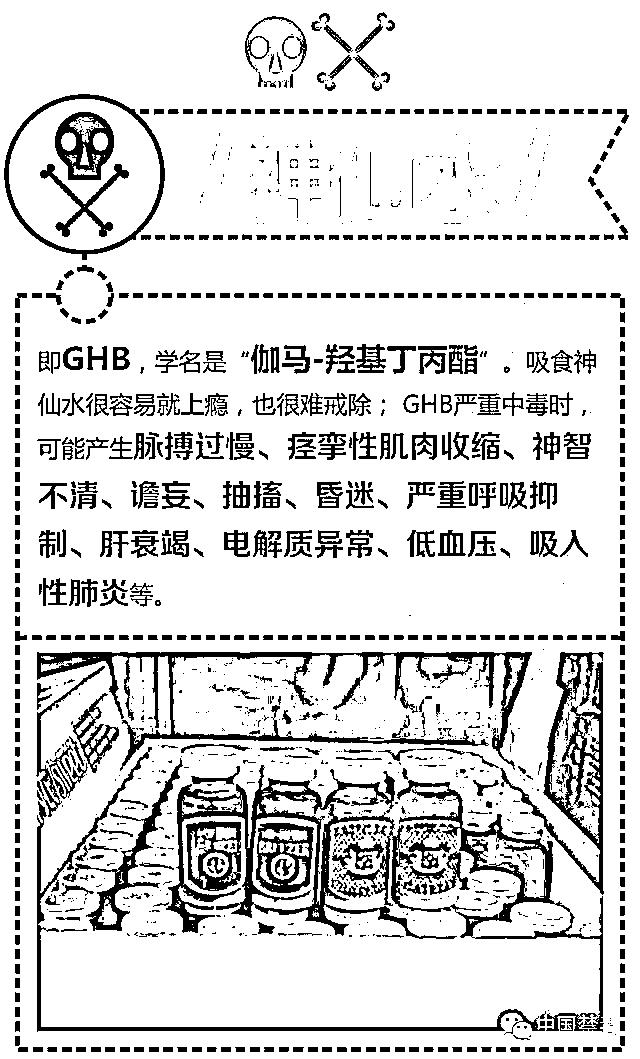 神仙水
即GHB，学名是“伽马-羟基丁丙酯”。吸食神
仙水很容易就上瘾，也很难戒除； GHB严重中毒时，
可能产生脉搏过慢、痉挛性肌肉收缩、神智
不清、谵妄、抽搐、昏迷、严重呼吸抑
制、肝衰竭、电解质异常、低血压、吸入
性肺炎等。
中国禁毒